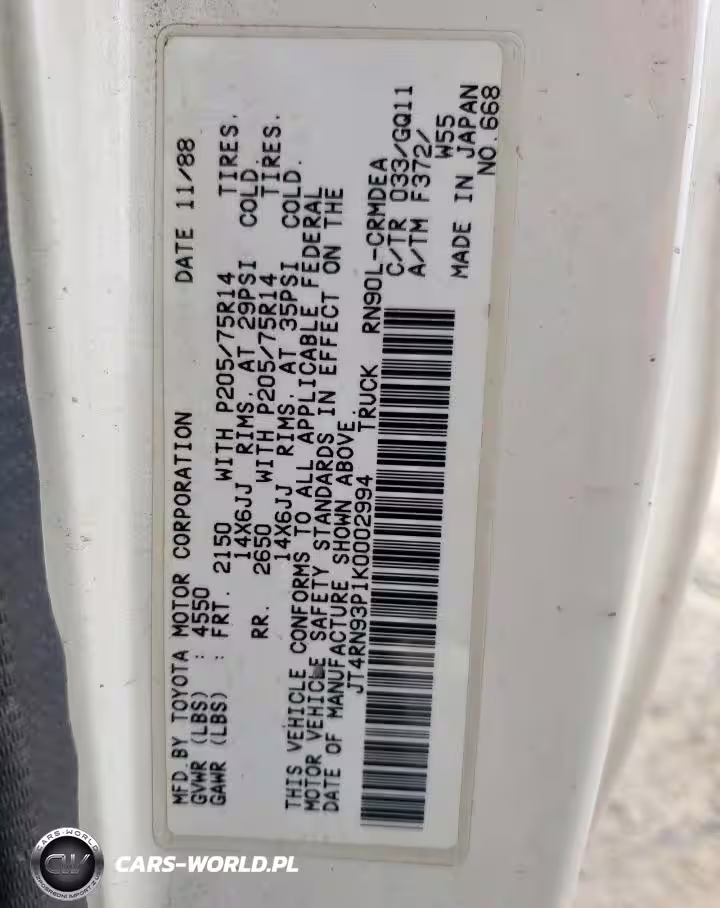 MFD.BY TOYOTA MOTOR CORPORATION DATE 11/88
GVWR (LBS) : 4550
GAWR (LBS) : FRT. 2150 WITH P205/75R14 TIRES,
14X6JJ RIMS, AT 29PSI COLD.
RR. 2650 WITH P205/75R14 TIRES,
14X6JJ RIMS, AT 35PSI COLD.
THIS VEHICLE CONFORMS TO ALL APPLICABLE FEDERAL
MOTOR VEHICLE SAFETY STANDARDS IN EFFECT ON THE
DATE OF MANUFACTURE SHOWN ABOVE.
JT4RN93P1K0002994 TRUCK RN90L-CRMDEA
C/TR 033/GQ11
A/TM F372/
W55
MADE IN JAPAN
NO.668
CARS-WORLD
CW
CARS-WORLD.PL